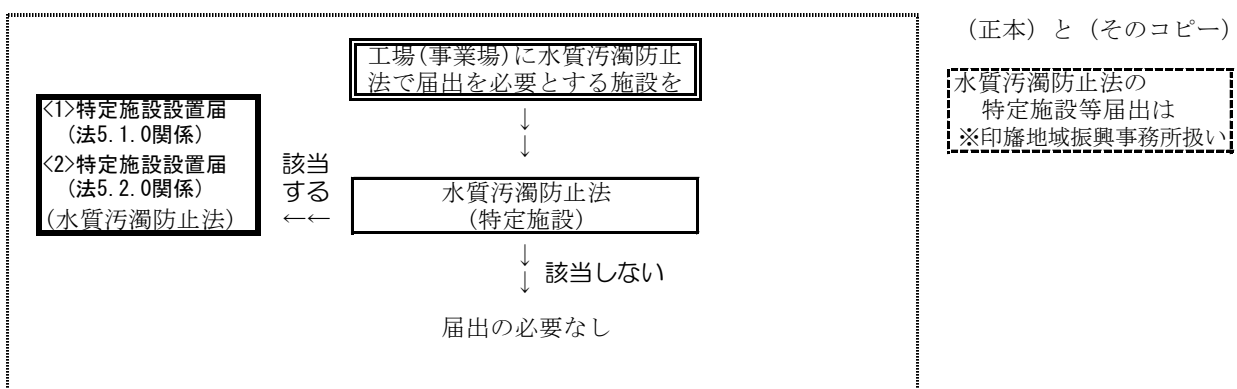 （正本）と（そのコピー）
工場(事業場)に水質汚濁防止
法で届出を必要とする施設を
水質汚濁防止法の
特定施設等届出は
※印旛地域振興事務所扱い
<1>特定施設設置届
(法5.1.0関係)
<2>特定施設設置届
(法5.2.0関係)
(水質汚濁防止法)
↓
↓
該当
する
←←
水質汚濁防止法
(特定施設)
↓
↓
該当しない
届出の必要なし